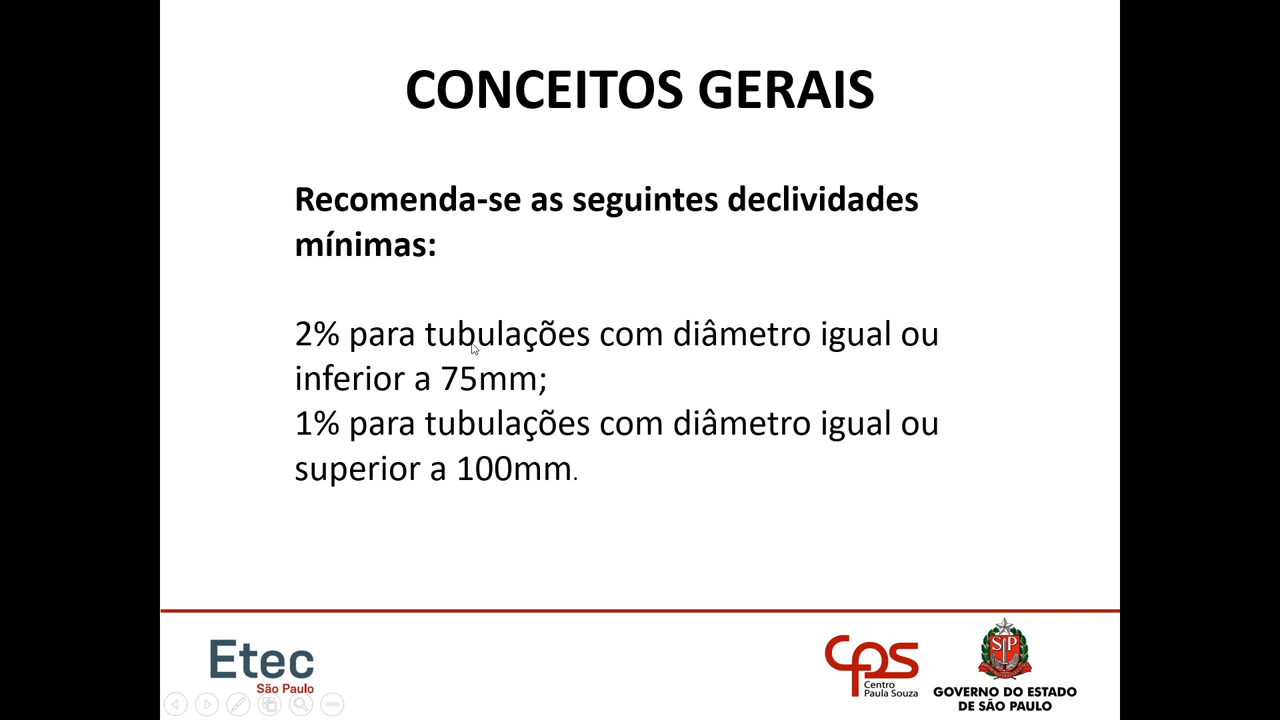 CONCEITOS GERAIS
Recomenda-se as seguintes declividades
mínimas:
2% para tubulações com diâmetro igual ou
inferior a 75mm;
1% para tubulações com diâmetro igual ou
superior a 100mm.
Etec
São Paulo
cps
Centro
Paula Souza
SP
GOVERNO DO ESTADO
DE SÃO PAULO